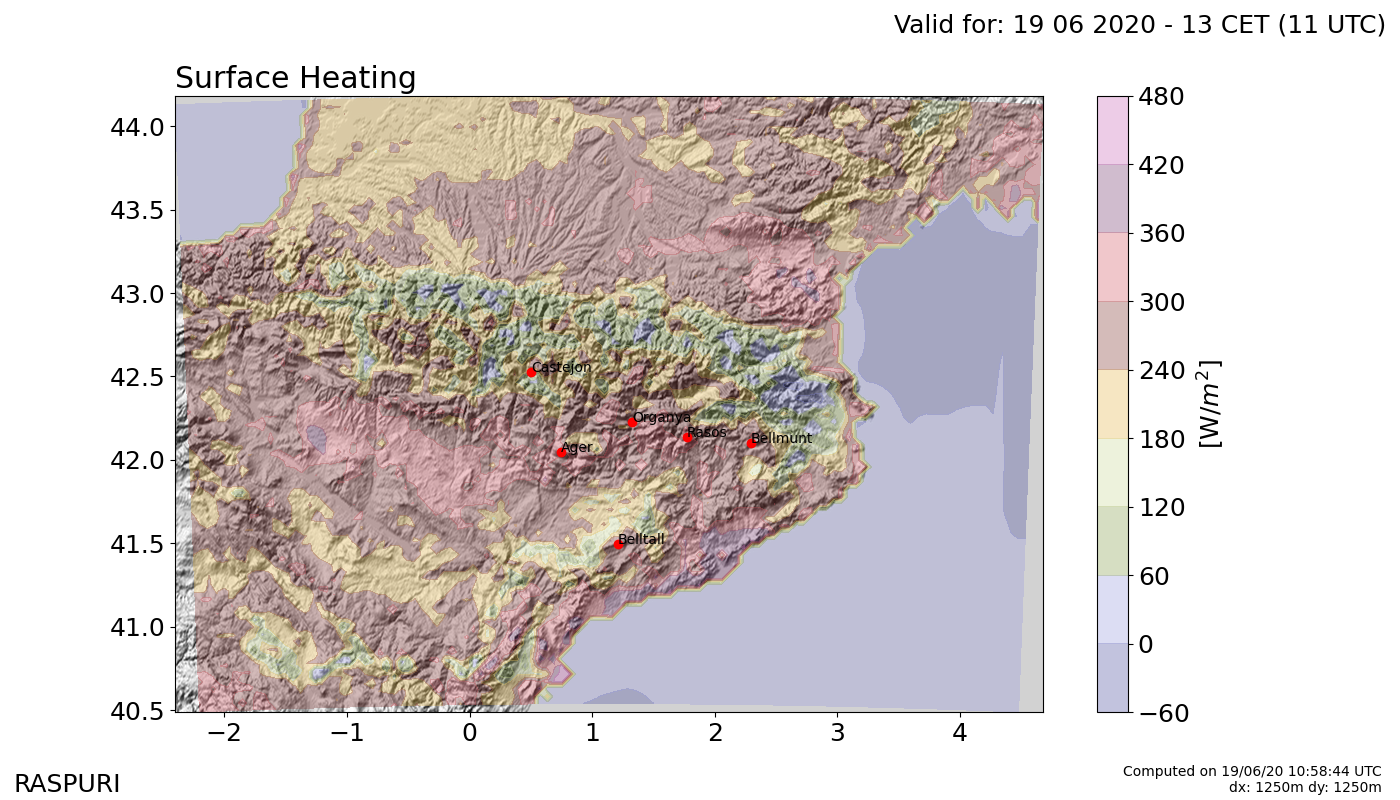 Valid for: 19 06 2020 - 13 CET (11 UTC)
Surface Heating
44.0
43.5
43.0
42.5
42.0
41.5
41.0
40.5
−2
−1
0
1
2
3
4
Castejon
Organya
Rasos
Bellmunt
Ager
Belltall
480
420
360
300
240
180
120
60
0
−60
[W/m²]
RASPURI
Computed on 19/06/20 10:58:44 UTC
dx: 1250m dy: 1250m